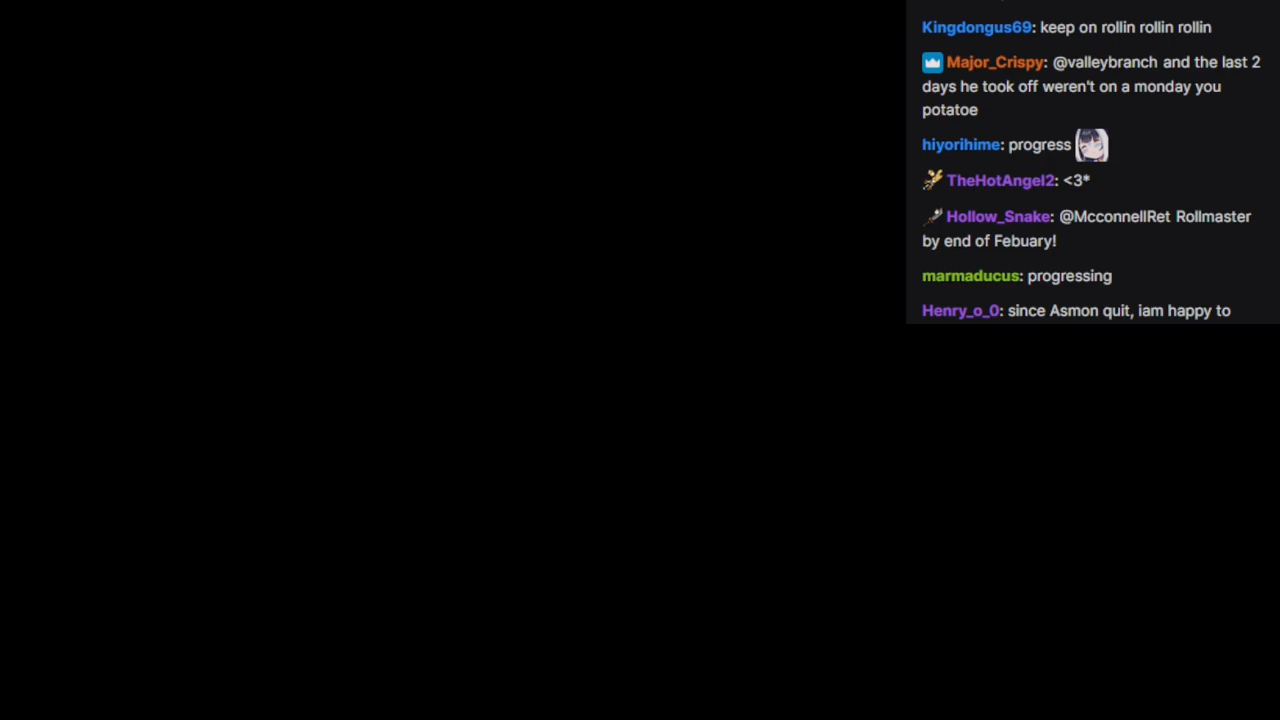 Kingdongus69: keep on rollin rollin rollin
Major_Crispy: @valleybranch and the last 2
days he took off weren't on a monday you
potatoe
hiyorihime: progress
TheHotAngel2: <3*
Hollow_Snake: @McconnellRet Rollmaster
by end of Febuary!
marmaducus: progressing
Henry_o_0: since Asmon quit, iam happy to